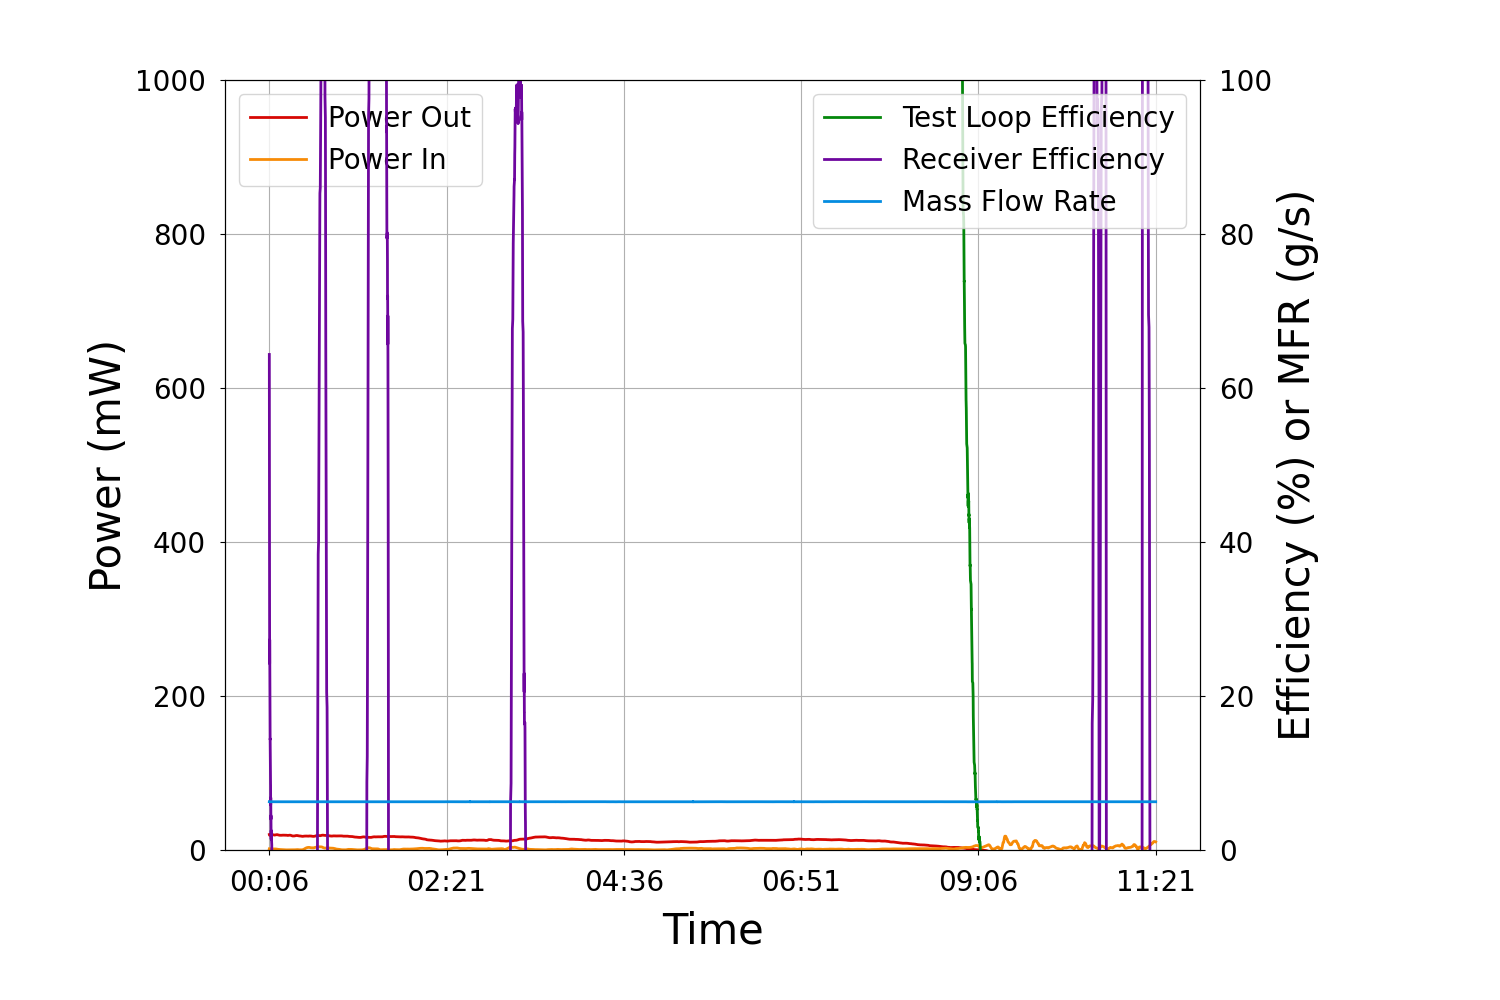 1000
800
600
400
200
0
Power (mW)
Power Out
Power In
Test Loop Efficiency
Receiver Efficiency
Mass Flow Rate
100
80
60
40
20
0
Efficiency (%) or MFR (g/s)
00:06 02:21 04:36 06:51 09:06 11:21
Time